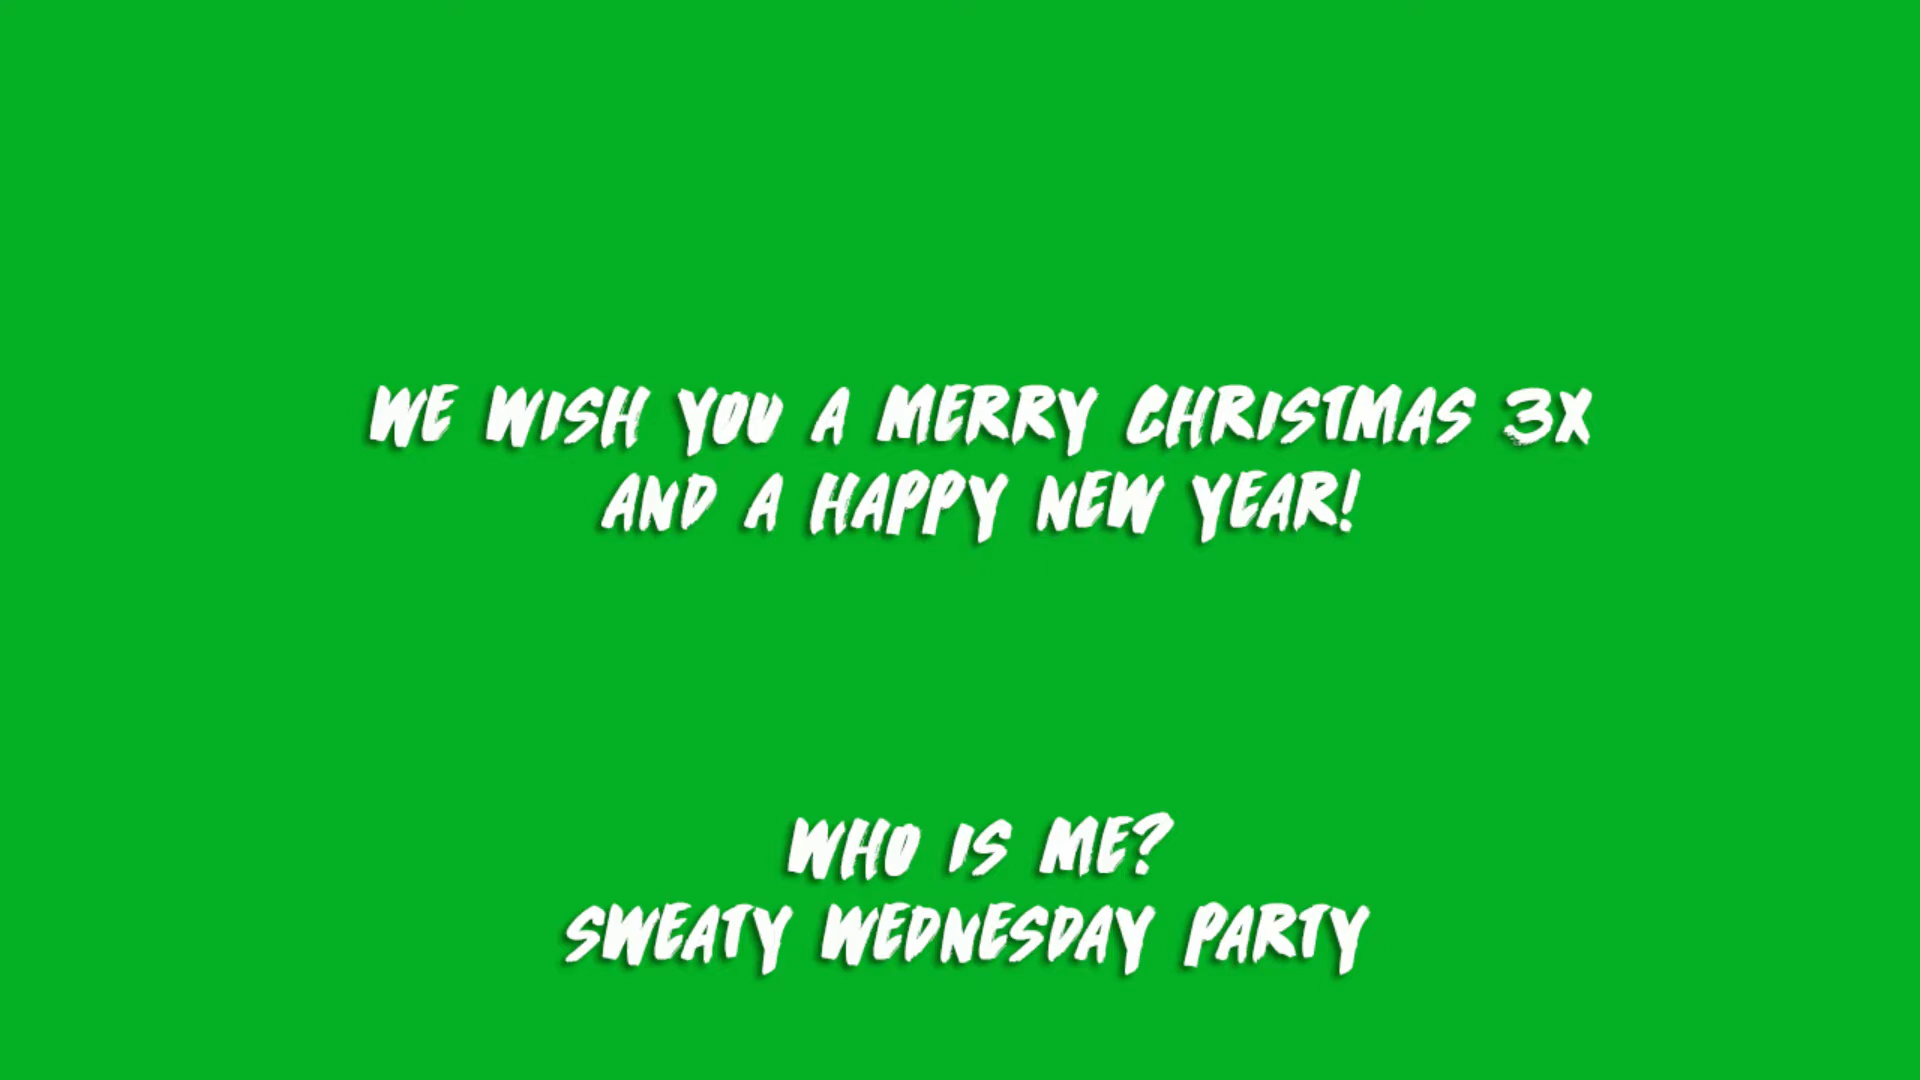 WE WISH YOU A MERRY CHRISTMAS 3X
AND A HAPPY NEW YEAR!
WHO IS ME?
SWEATY WEDNESDAY PARTY